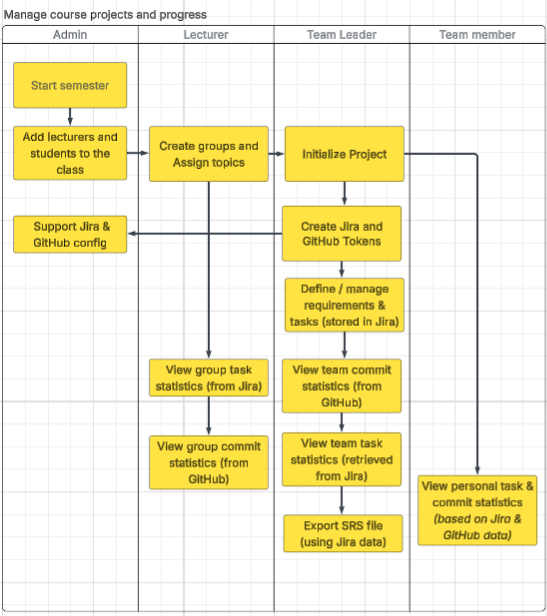 Manage course projects and progress
Admin
Lecturer
Team Leader
Team member
Start semester
Add lecturers and
students to the
class
Create groups and
Assign topics
Initialize Project
Support Jira &
GitHub config
Create Jira and
GitHub Tokens
Define / manage
requirements &
tasks (stored in Jira)
View group task
statistics (from Jira)
View team commit
statistics (from
GitHub)
View group commit
statistics (from
GitHub)
View team task
statistics (retrieved
from Jira)
View personal task &
commit statistics
(based on Jira &
GitHub data)
Export SRS file
(using Jira data)